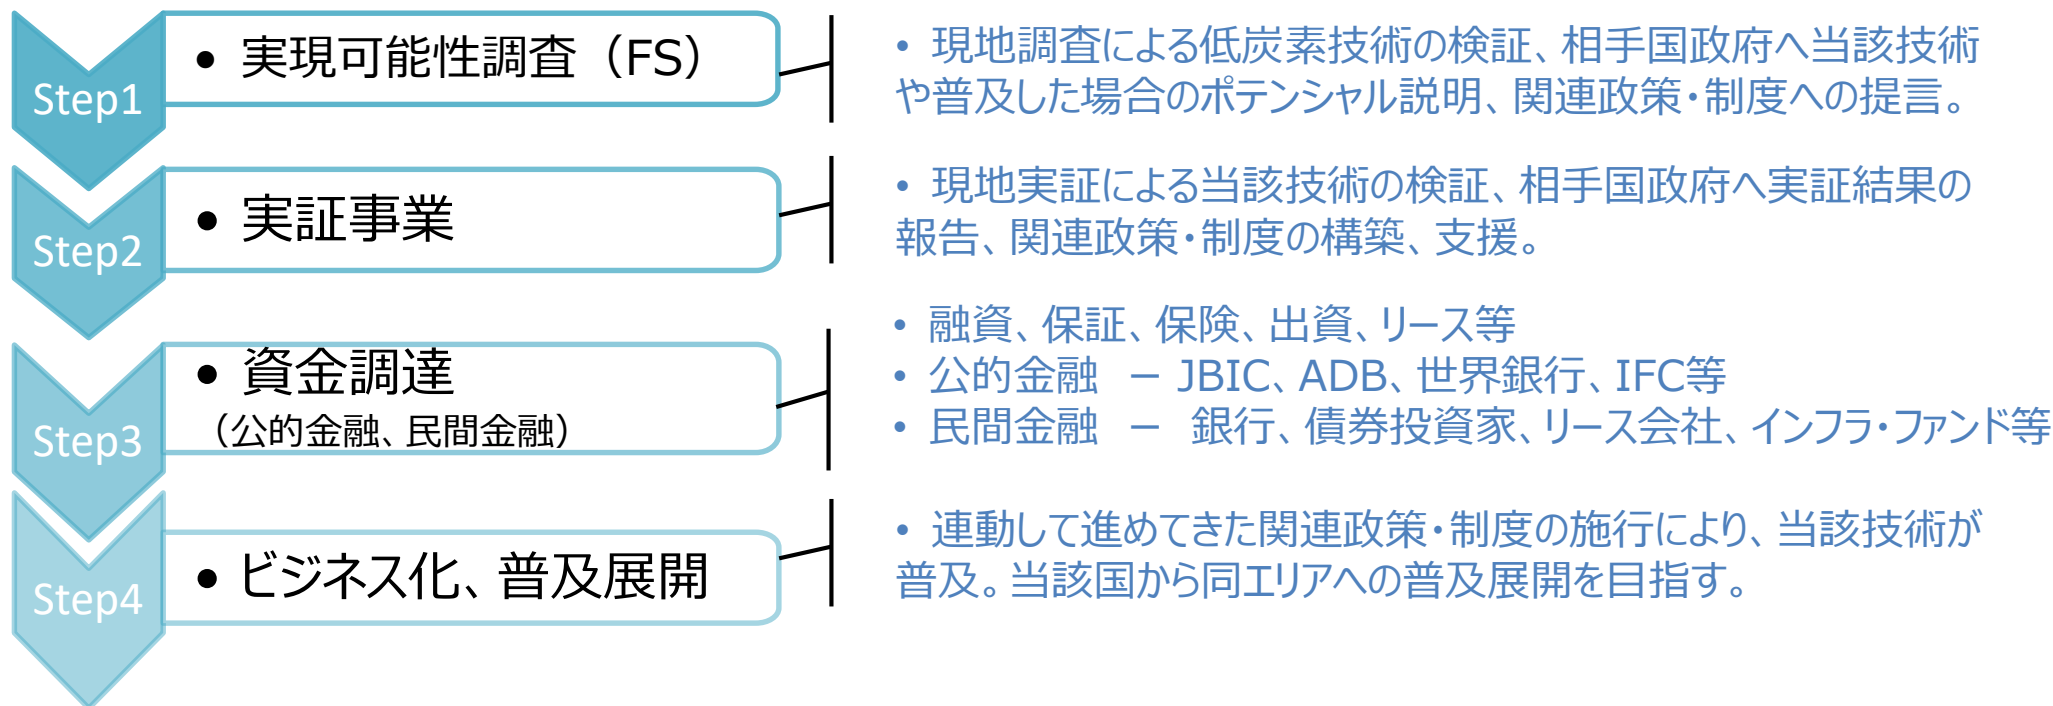 Step1
• 実現可能性調査（FS）
• 現地調査による低炭素技術の検証、相手国政府へ当該技術
や普及した場合のポテンシャル説明、関連政策・制度への提言。
Step2
• 実証事業
• 現地実証による当該技術の検証、相手国政府へ実証結果の
報告、関連政策・制度の構築、支援。
Step3
• 資金調達
（公的金融、民間金融）
• 融資、保証、保険、出資、リース等
• 公的金融　－ JBIC、ADB、世界銀行、IFC等
• 民間金融　－　銀行、債券投資家、リース会社、インフラ・ファンド等
Step4
• ビジネス化、普及展開
• 連動して進めてきた関連政策・制度の施行により、当該技術が
普及。当該国から同エリアへの普及展開を目指す。